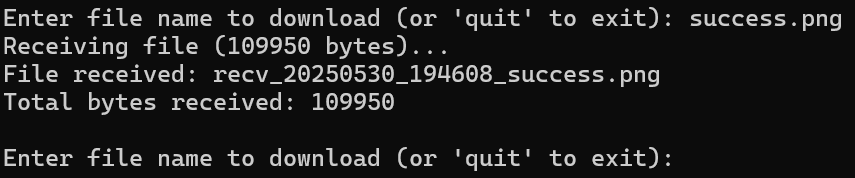 Enter file name to download (or 'quit' to exit): success.png
Receiving file (109950 bytes)...
File received: recv_20250530_194608_success.png
Total bytes received: 109950
Enter file name to download (or 'quit' to exit):